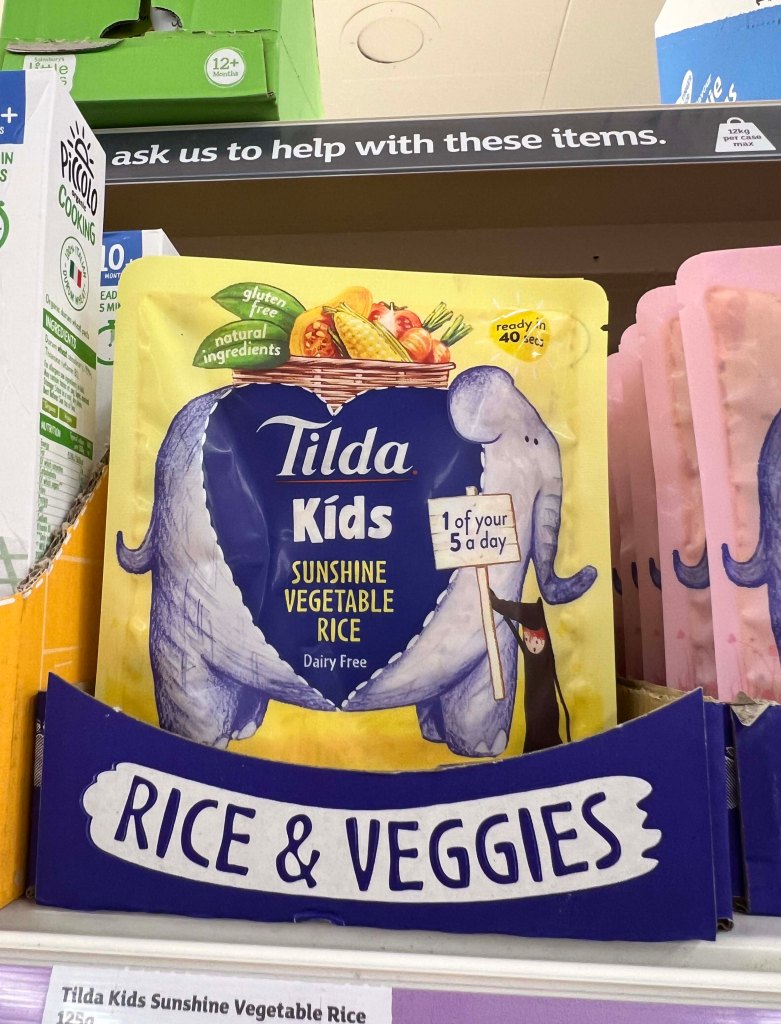 Sainsbury's
12+
Months
ask us to help with these items.
12kg
per case
max
PiCCOLO
organic
COOKING
INGREDIENTS
NUTRITION
10
gluten
free
natural
ingredients
ready in
40 secs
Tilda
Kids
SUNSHINE
VEGETABLE
RICE
Dairy Free
1 of your
5 a day
RICE & VEGGIES
Tilda Kids Sunshine Vegetable Rice
125g